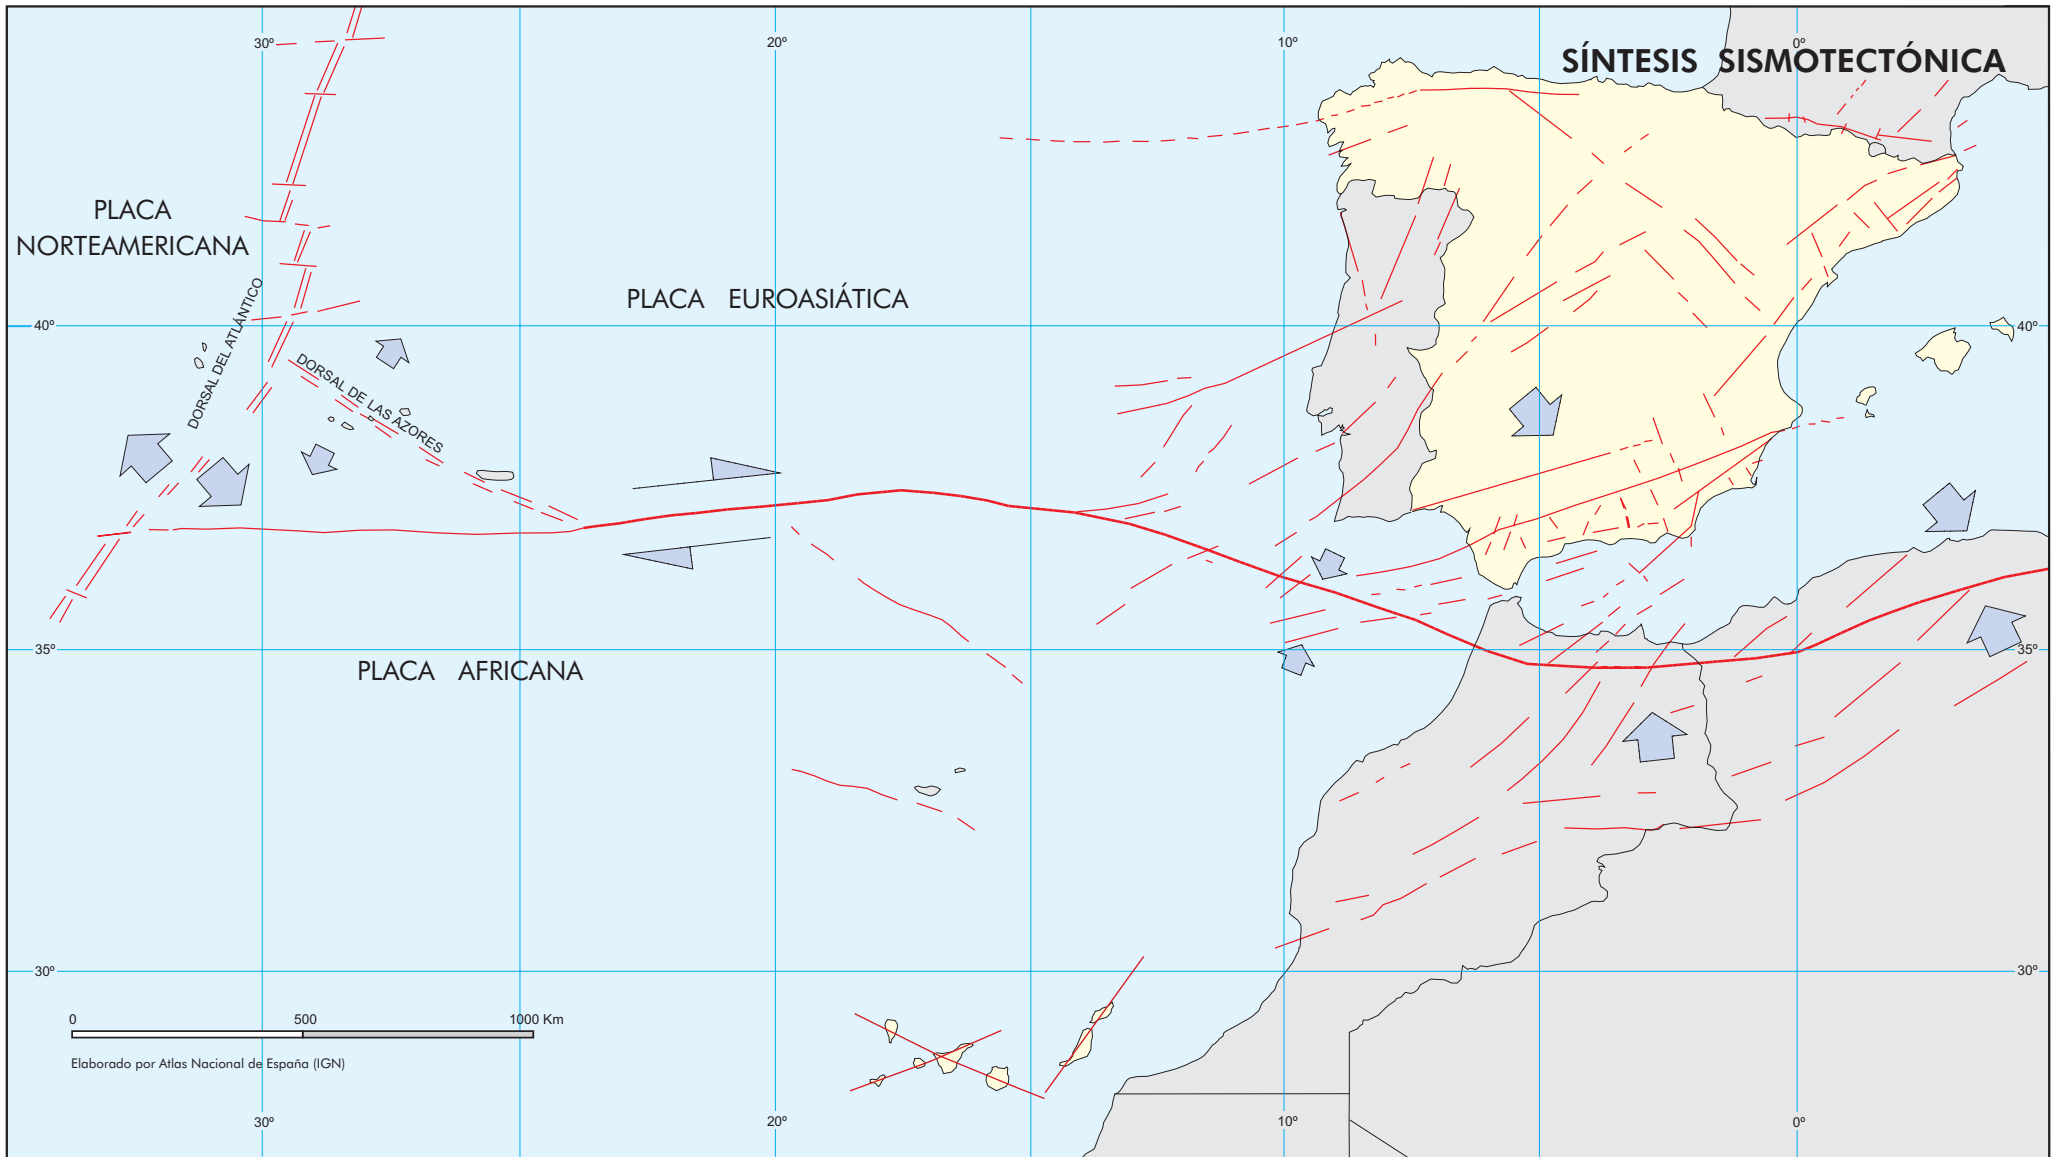 30º
20º
10º
0º
SÍNTESIS SISMOTECTÓNICA
PLACA
NORTEAMERICANA
PLACA EUROASIÁTICA
DORSAL DEL ATLÁNTICO
40º
40º
DORSAL DE LAS AZORES
PLACA AFRICANA
35º
35º
30º
30º
0
500
1000 Km
Elaborado por Atlas Nacional de España (IGN)
30º
20º
10º
0º